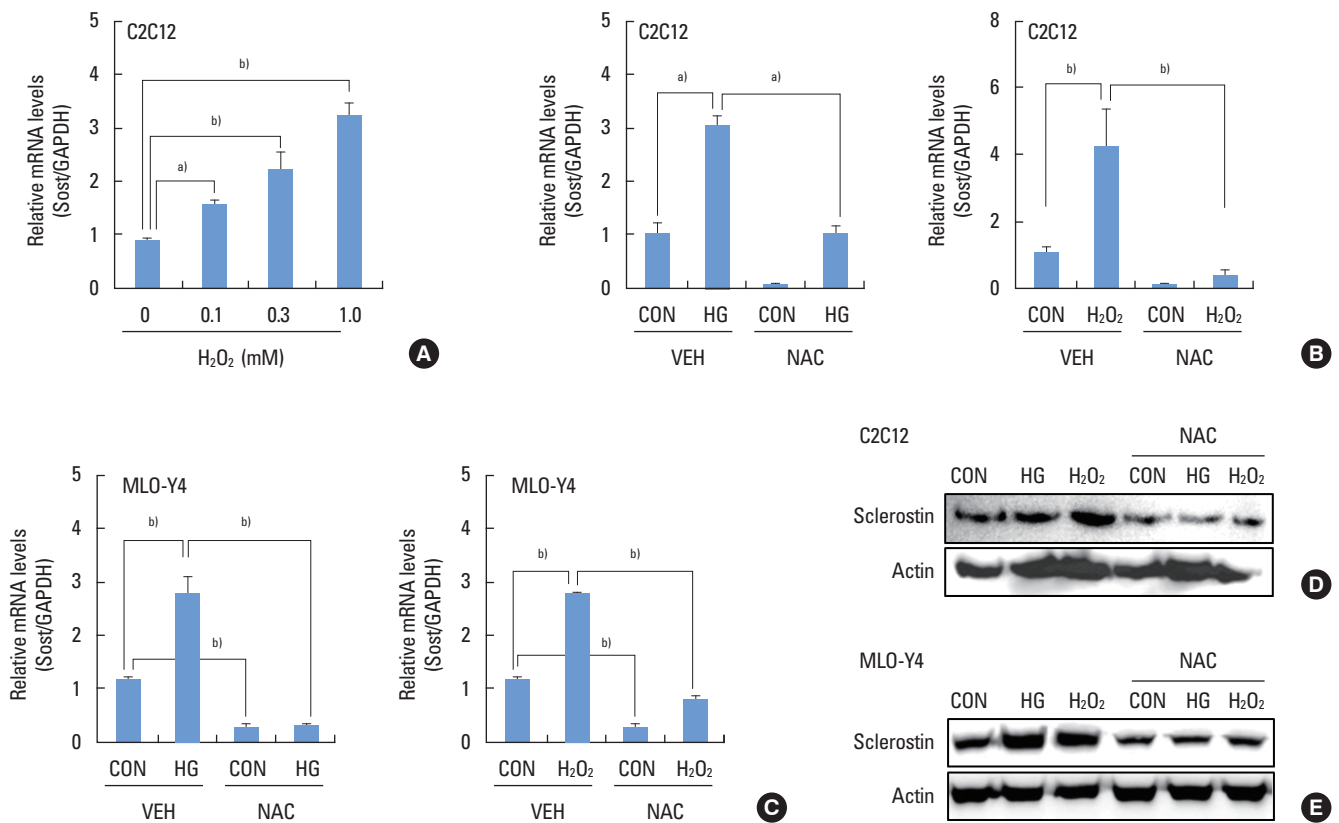 C2C12
Relative mRNA levels
(Sost/GAPDH)
5
4
3
2
1
0
a)
b)
b)
0 0.1 0.3 1.0
H₂O₂ (mM)
A
C2C12
Relative mRNA levels
(Sost/GAPDH)
5
4
3
2
1
0
a)
a)
CON HG CON HG
VEH NAC
C2C12
Relative mRNA levels
(Sost/GAPDH)
8
6
4
2
0
b)
b)
CON H₂O₂ CON H₂O₂
VEH NAC
B
MLO-Y4
Relative mRNA levels
(Sost/GAPDH)
5
4
3
2
1
0
b)
b)
b)
CON HG CON HG
VEH NAC
MLO-Y4
Relative mRNA levels
(Sost/GAPDH)
5
4
3
2
1
0
b)
b)
b)
CON H₂O₂ CON H₂O₂
VEH NAC
C
C2C12 NAC
CON HG H₂O₂ CON HG H₂O₂
Sclerostin
Actin
D
MLO-Y4 NAC
CON HG H₂O₂ CON HG H₂O₂
Sclerostin
Actin
E